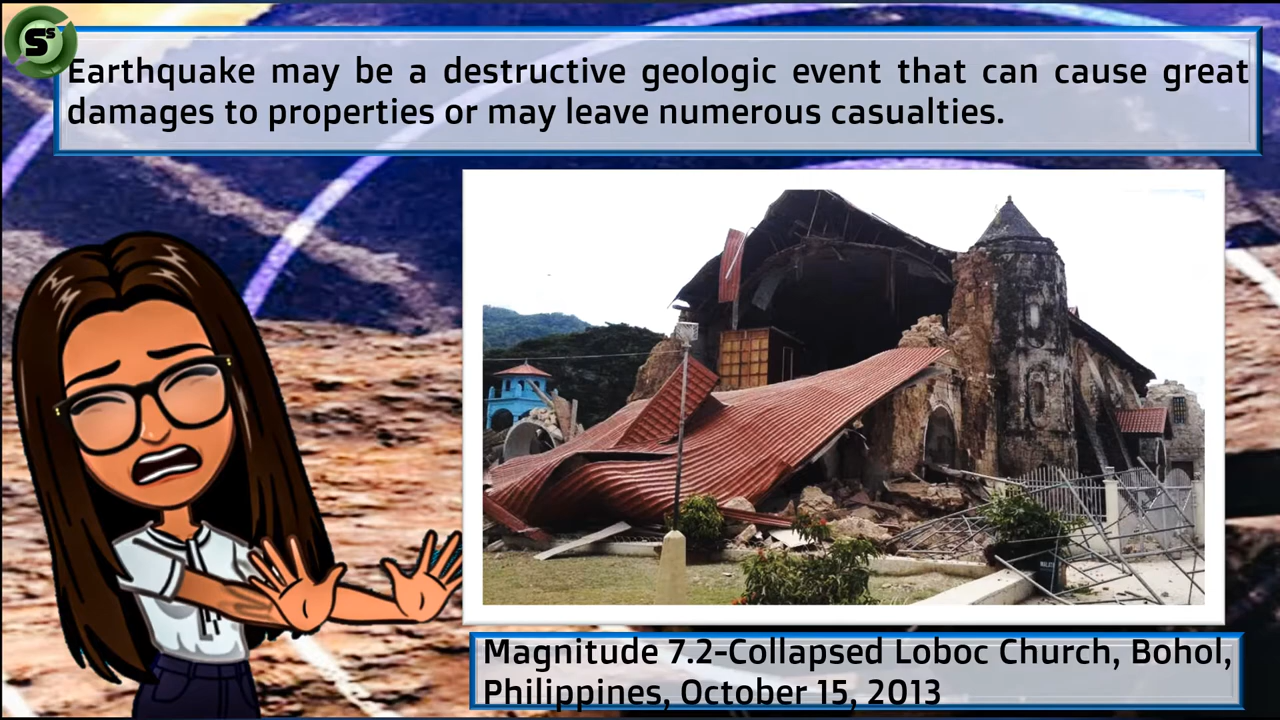 Ss
Earthquake may be a destructive geologic event that can cause great
damages to properties or may leave numerous casualties.
Magnitude 7.2-Collapsed Loboc Church, Bohol,
Philippines, October 15, 2013